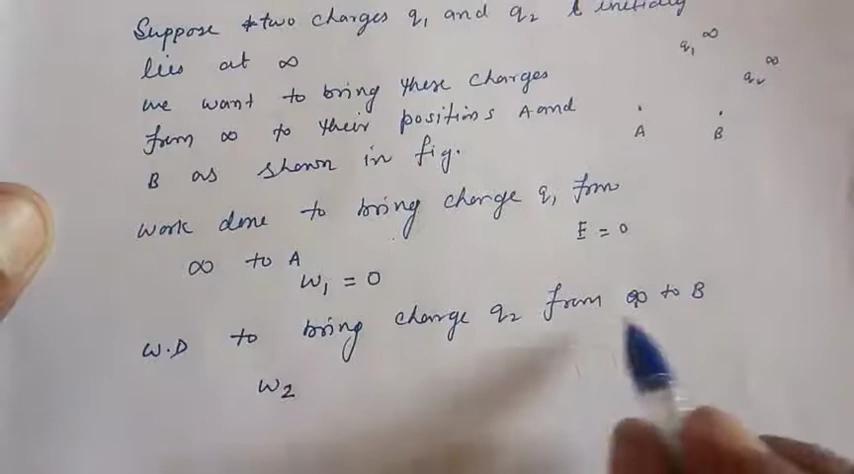 Suppose two charges q1 and q2 initially
lies at ∞
q1 ∞
q2 ∞
we want to bring these charges
from ∞ to their positions A and
B as shown in fig.
A B
work done to bring charge q1 from
∞ to A
E = 0
W1 = 0
W.D to bring charge q2 from ∞ to B
W2